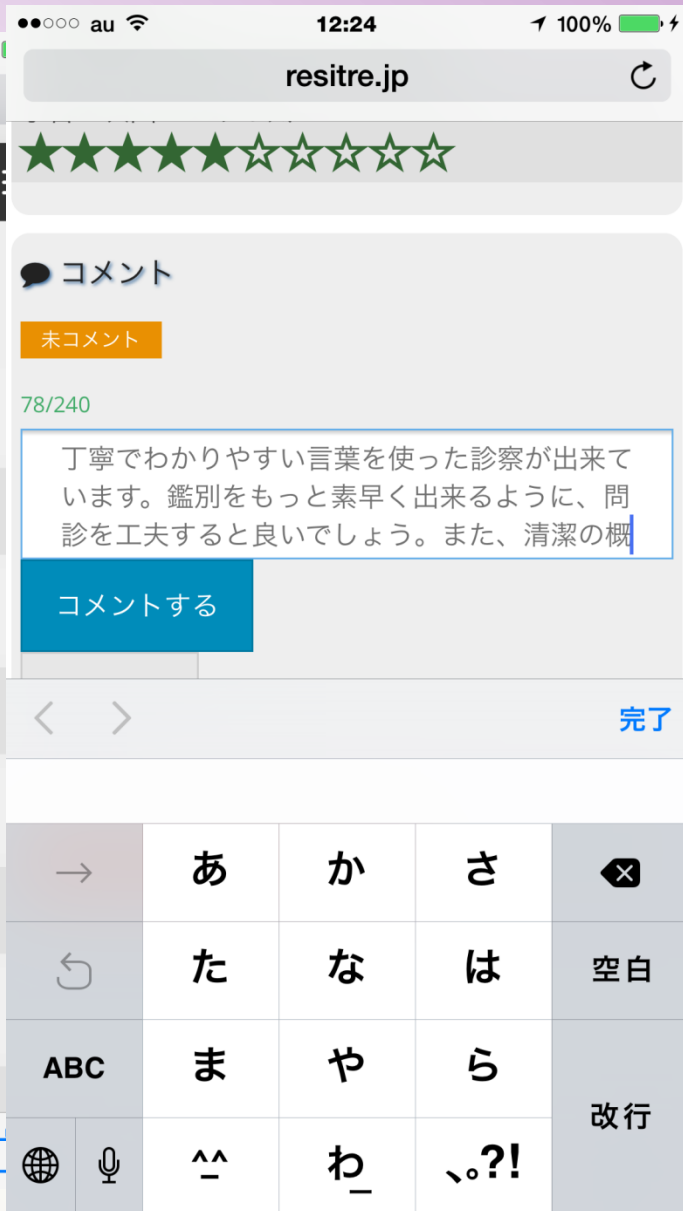 au
12:24
100%
resitre.jp
★★★★★☆☆☆☆☆
コメント
未コメント
78/240
丁寧でわかりやすい言葉を使った診察が出来て
います。鑑別をもっと素早く出来るように、問
診を工夫すると良いでしょう。また、清潔の概
コメントする
完了
→ あ か さ
た な は 空白
ABC ま や ら
改行
^^ わ 、。?!